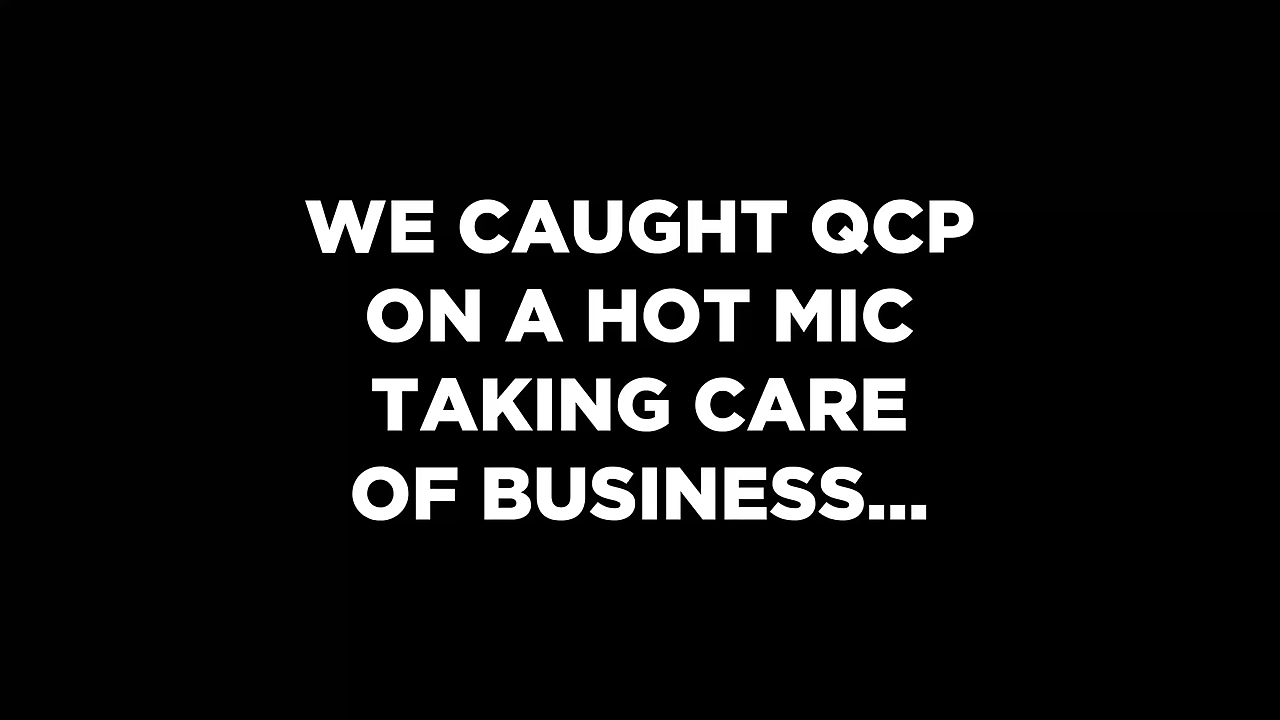 WE CAUGHT QCP
ON A HOT MIC
TAKING CARE
OF BUSINESS...